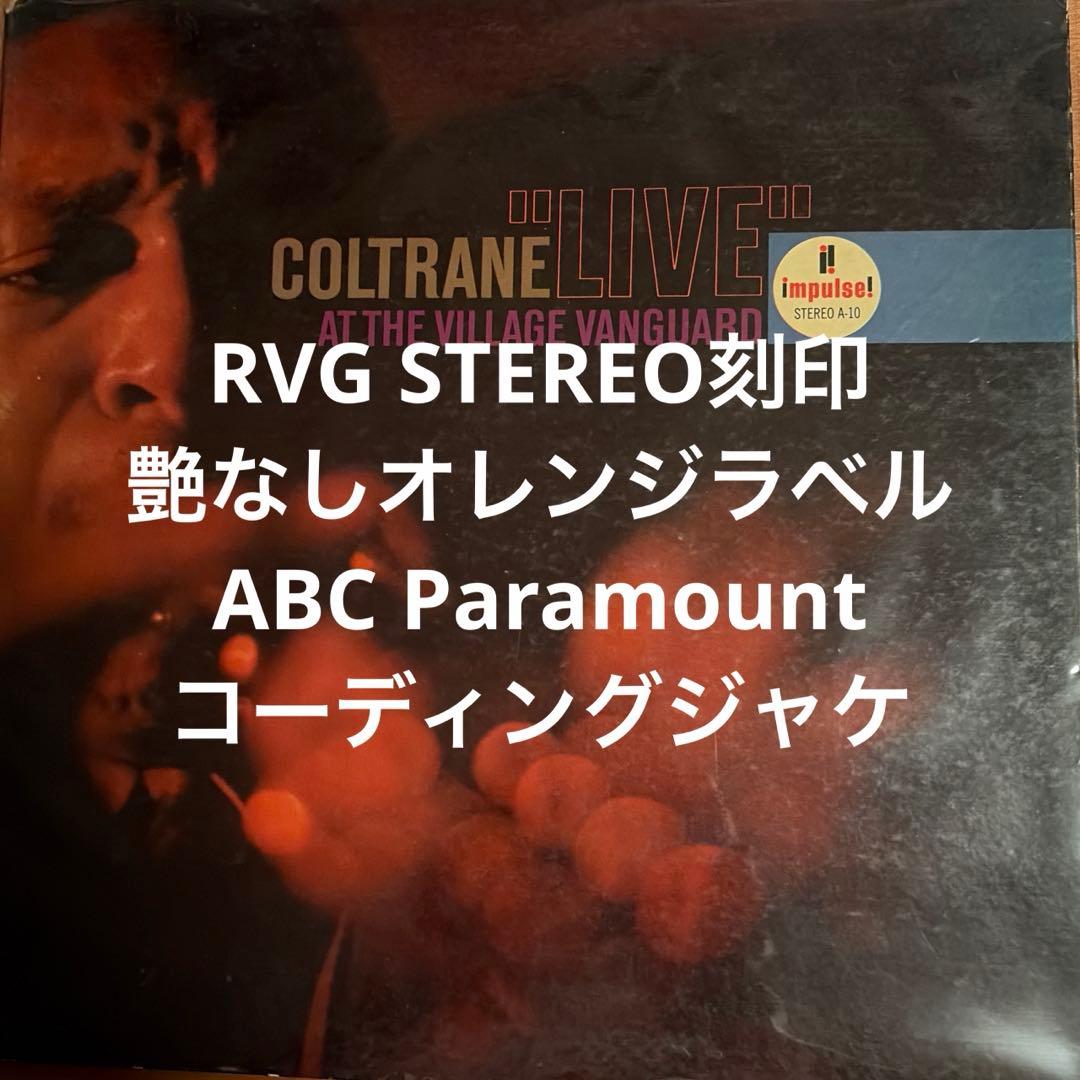 "LIVE"
COLTRANE
AT THE VILLAGE VANGUARD
impulse!
STEREO A-10
RVG STEREO刻印
艶なしオレンジラベル
ABC Paramount
コーディングジャケ